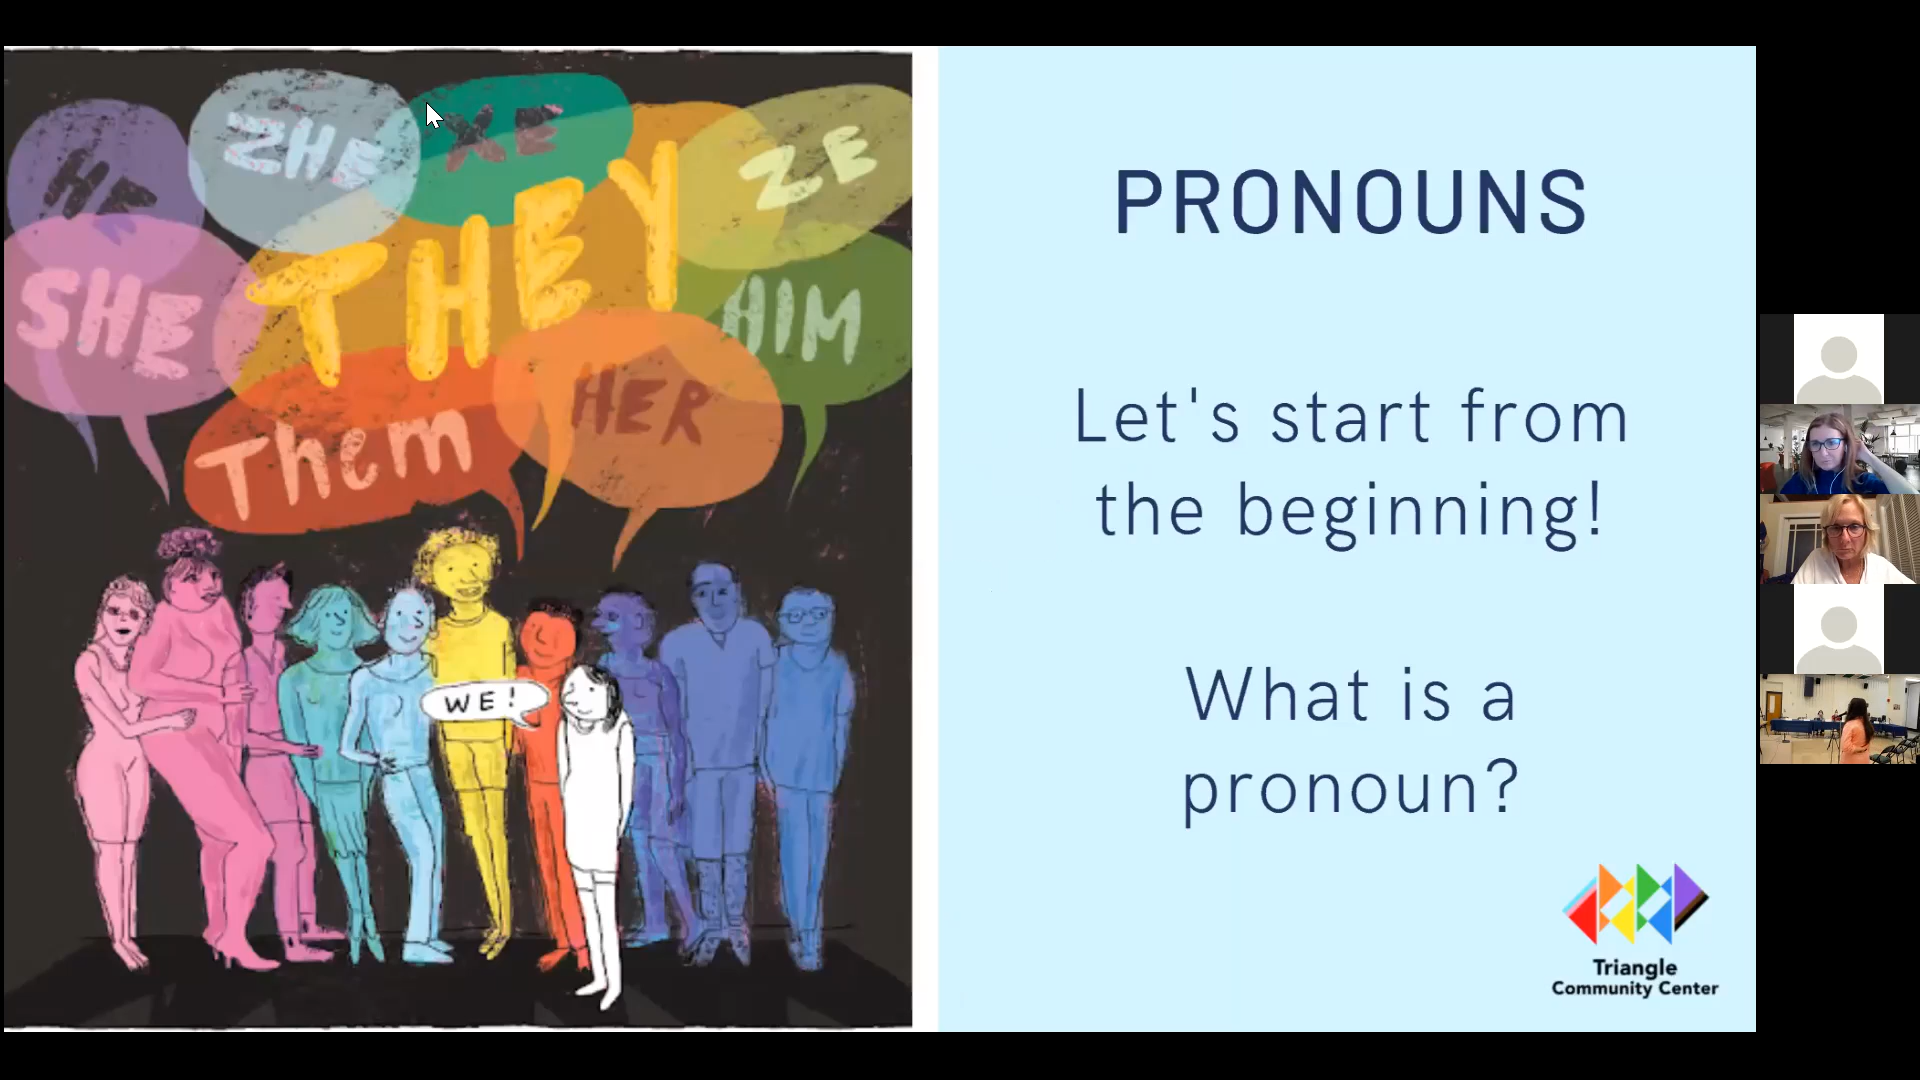 HE
ZHE
XE
ZE
SHE
THEY
HIM
Them
HER
WE!
PRONOUNS
Let's start from
the beginning!
What is a
pronoun?
Triangle
Community Center